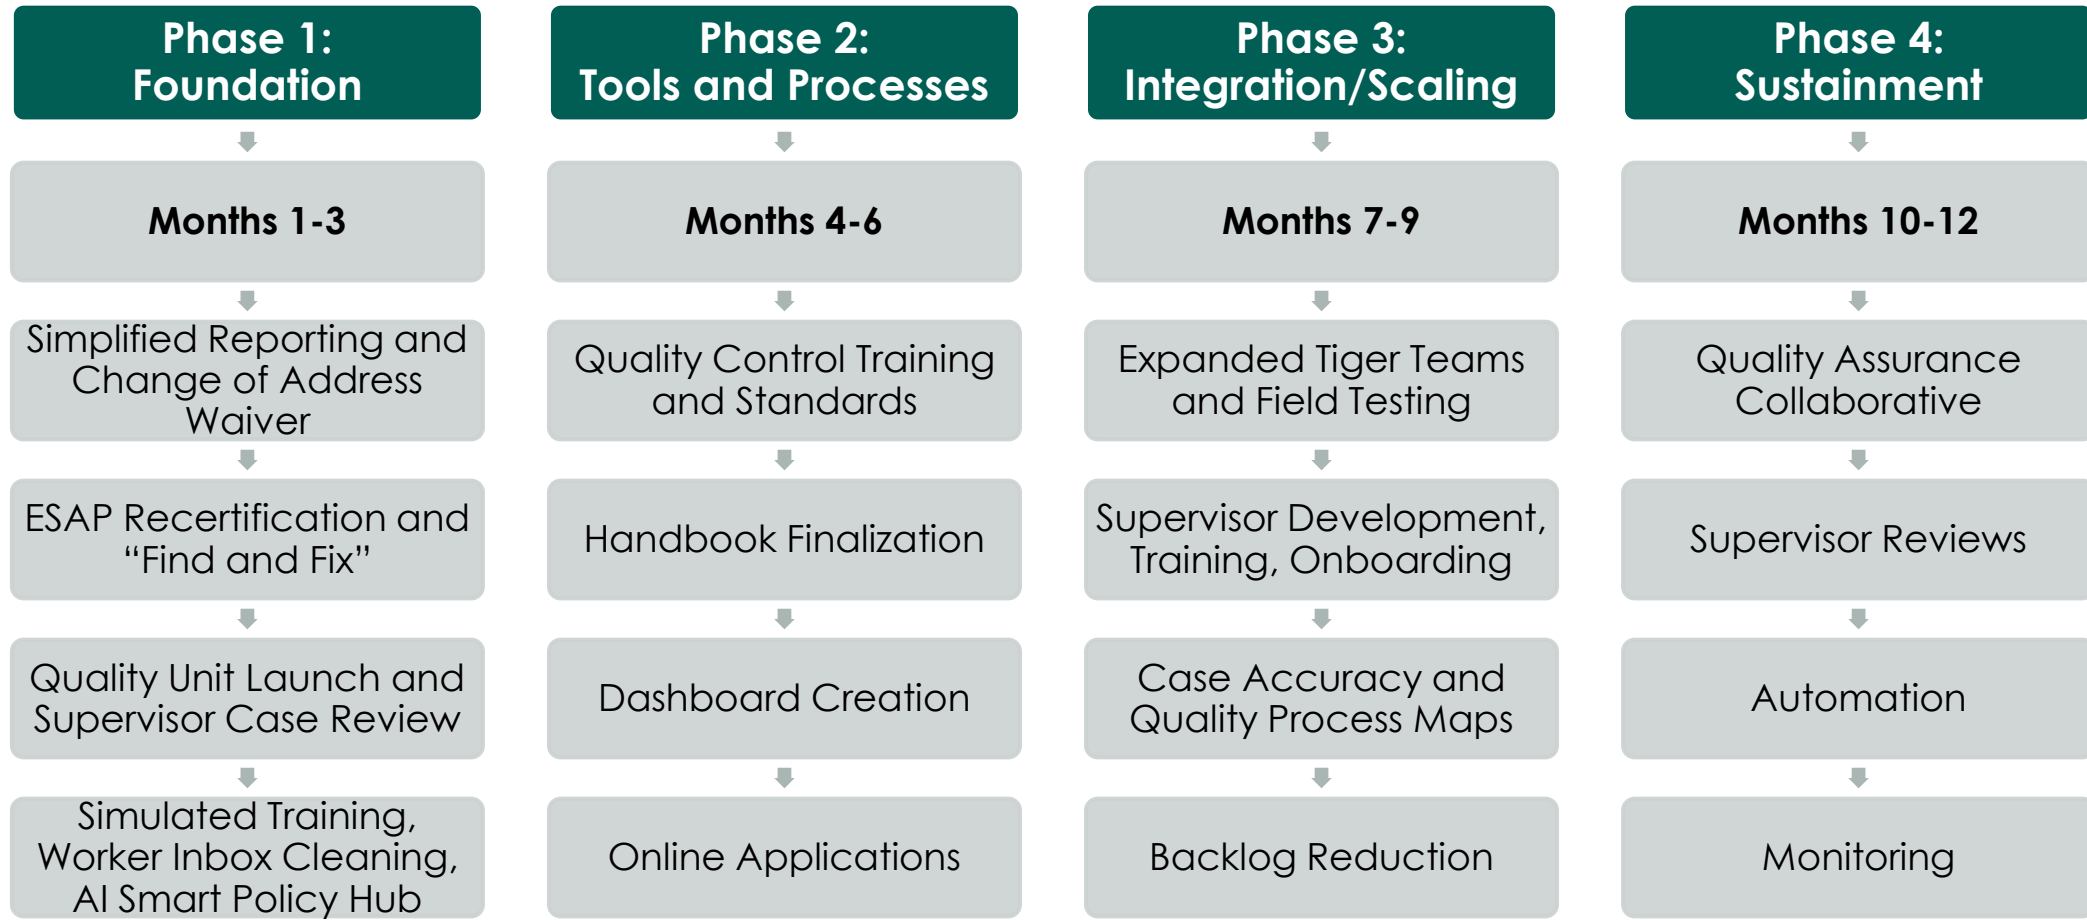 Phase 1:
Foundation
Months 1-3
Simplified Reporting and
Change of Address
Waiver
ESAP Recertification and
“Find and Fix”
Quality Unit Launch and
Supervisor Case Review
Simulated Training,
Worker Inbox Cleaning,
AI Smart Policy Hub
Phase 2:
Tools and Processes
Months 4-6
Quality Control Training
and Standards
Handbook Finalization
Dashboard Creation
Online Applications
Phase 3:
Integration/Scaling
Months 7-9
Expanded Tiger Teams
and Field Testing
Supervisor Development,
Training, Onboarding
Case Accuracy and
Quality Process Maps
Backlog Reduction
Phase 4:
Sustainment
Months 10-12
Quality Assurance
Collaborative
Supervisor Reviews
Automation
Monitoring